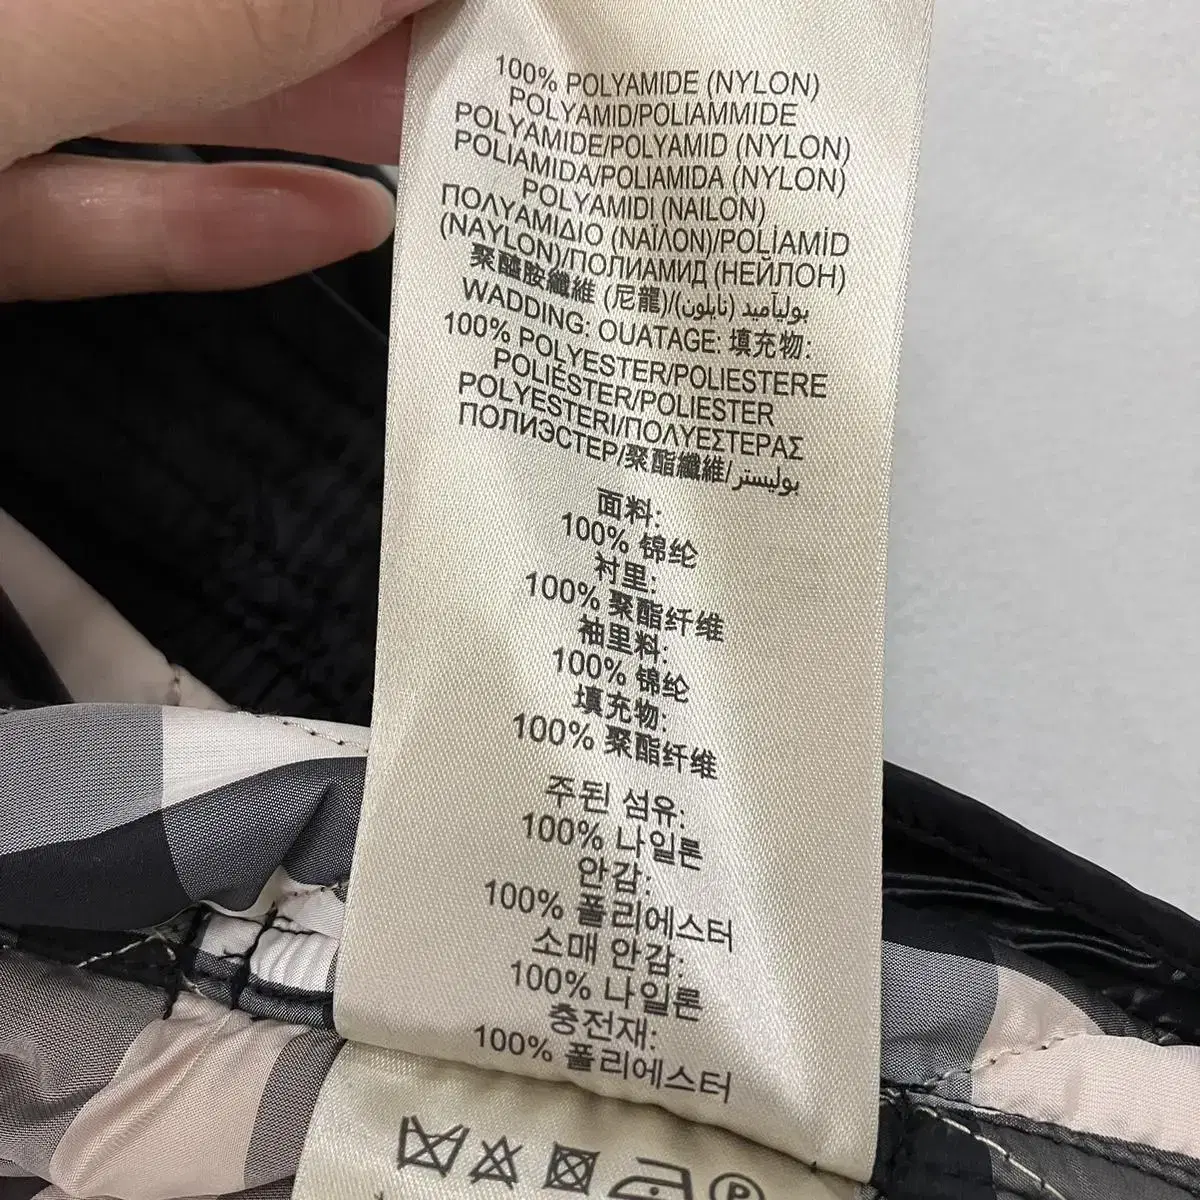 100% POLYAMIDE (NYLON)
POLYAMID/POLIAMMIDE
POLYAMIDE/POLYAMID (NYLON)
POLIAMIDA/POLIAMIDA (NYLON)
POLYAMIDI (NAILON)
ΠΟΛΥΑΜΙΔΙΟ (ΝΑΪΛΟΝ)/POLİAMİD
(NAYLON)/ПОЛИАМИД (НЕЙЛОН)
聚醯胺纖維 (尼龍)/بوليآميد (نايلون)
WADDING: OUATAGE: 填充物:
100% POLYESTER/POLIESTERE
POLIÉSTER/POLIESTER
POLYESTERI/ΠΟΛΥΕΣΤΕΡΑΣ
ПОЛИЭСТЕР/聚酯纖維/بوليستر
面料:
100% 锦纶
衬里:
100% 聚酯纤维
袖里料:
100% 锦纶
填充物:
100% 聚酯纤维
주된 섬유:
100% 나일론
안감:
100% 폴리에스터
소매 안감:
100% 나일론
충전재:
100% 폴리에스터
P